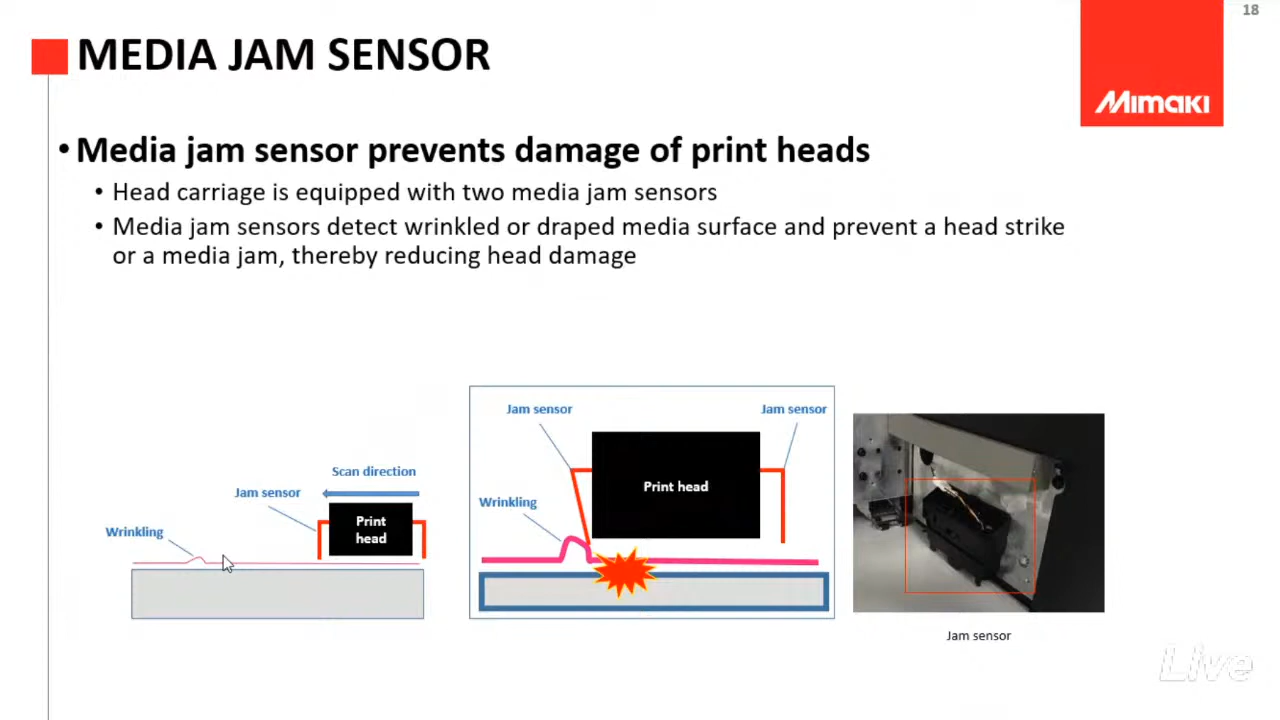 18
MEDIA JAM SENSOR
Mimaki
• Media jam sensor prevents damage of print heads
• Head carriage is equipped with two media jam sensors
• Media jam sensors detect wrinkled or draped media surface and prevent a head strike
or a media jam, thereby reducing head damage
Scan direction
Jam sensor
Print
head
Wrinkling
Jam sensor
Jam sensor
Print head
Wrinkling
Jam sensor
Live